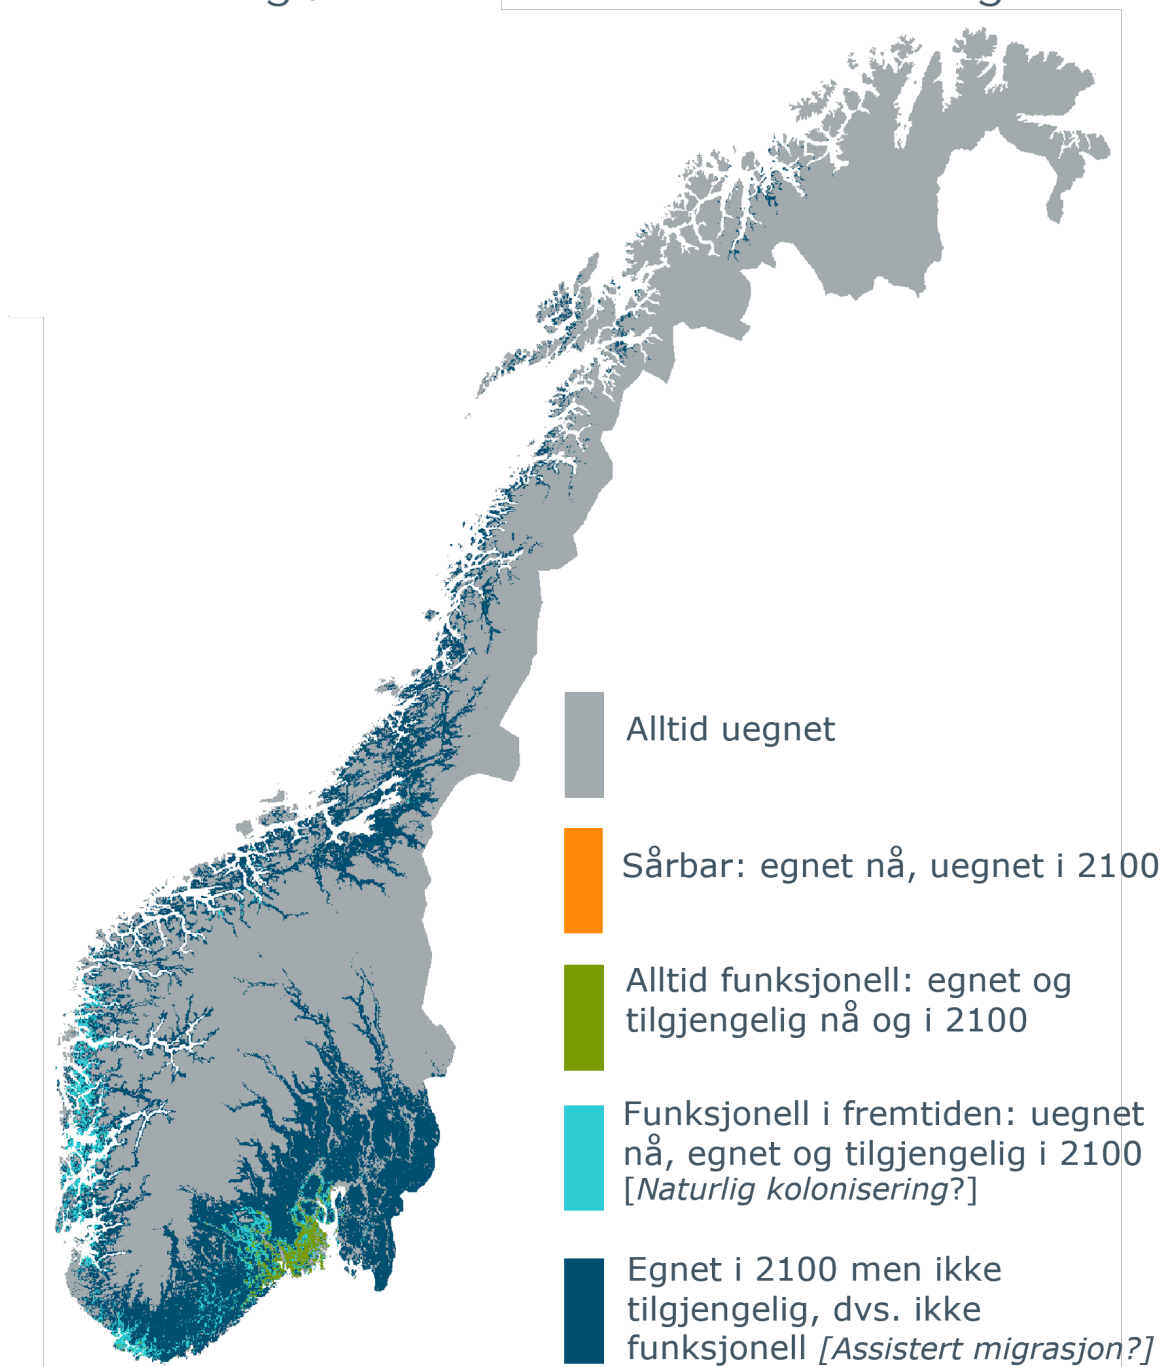 Alltid uegnet
Sårbar: egnet nå, uegnet i 2100
Alltid funksjonell: egnet og
tilgjengelig nå og i 2100
Funksjonell i fremtiden: uegnet
nå, egnet og tilgjengelig i 2100
[Naturlig kolonisering?]
Egnet i 2100 men ikke
tilgjengelig, dvs. ikke
funksjonell [Assistert migrasjon?]